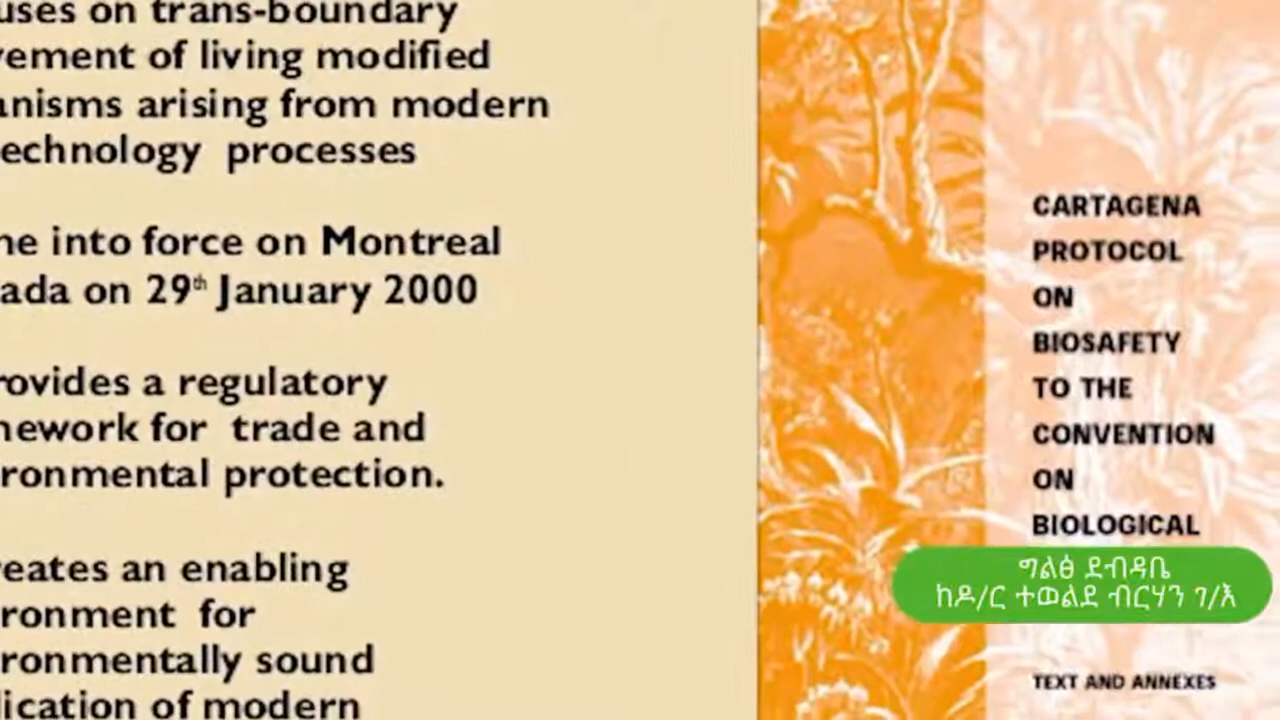 uses on trans-boundary
vement of living modified
anisms arising from modern
echnology processes
ne into force on Montreal
ada on 29th January 2000
rovides a regulatory
nework for trade and
ronmental protection.
reates an enabling
ronment for
ronmentally sound
lication of modern
CARTAGENA
PROTOCOL
ON
BIOSAFETY
TO THE
CONVENTION
ON
BIOLOGICAL
ግልፅ ደብዳቤ
ከዶ/ር ተወልደ ብርሃን ገ/እ
TEXT AND ANNEXES